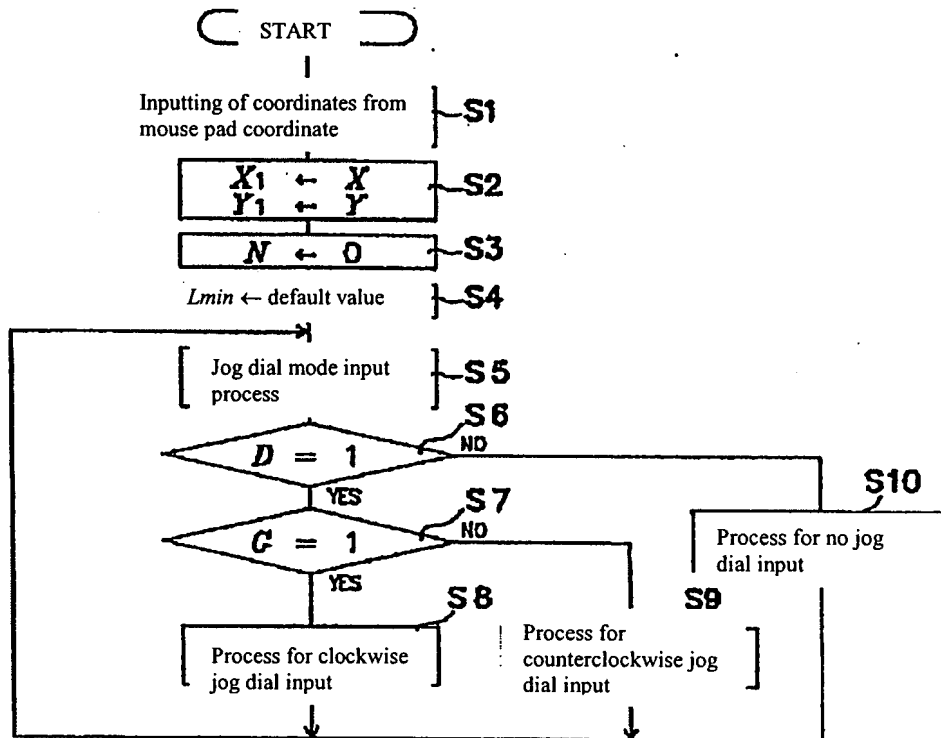 START
Inputting of coordinates from
mouse pad coordinate
S1
X1 ← X
Y1 ← Y
S2
N ← 0
S3
Lmin ← default value
S4
Jog dial mode input
process
S5
S6
D = 1
NO
YES
S7
G = 1
NO
YES
S10
Process for no jog
dial input
S8
Process for clockwise
jog dial input
S9
Process for
counterclockwise jog
dial input